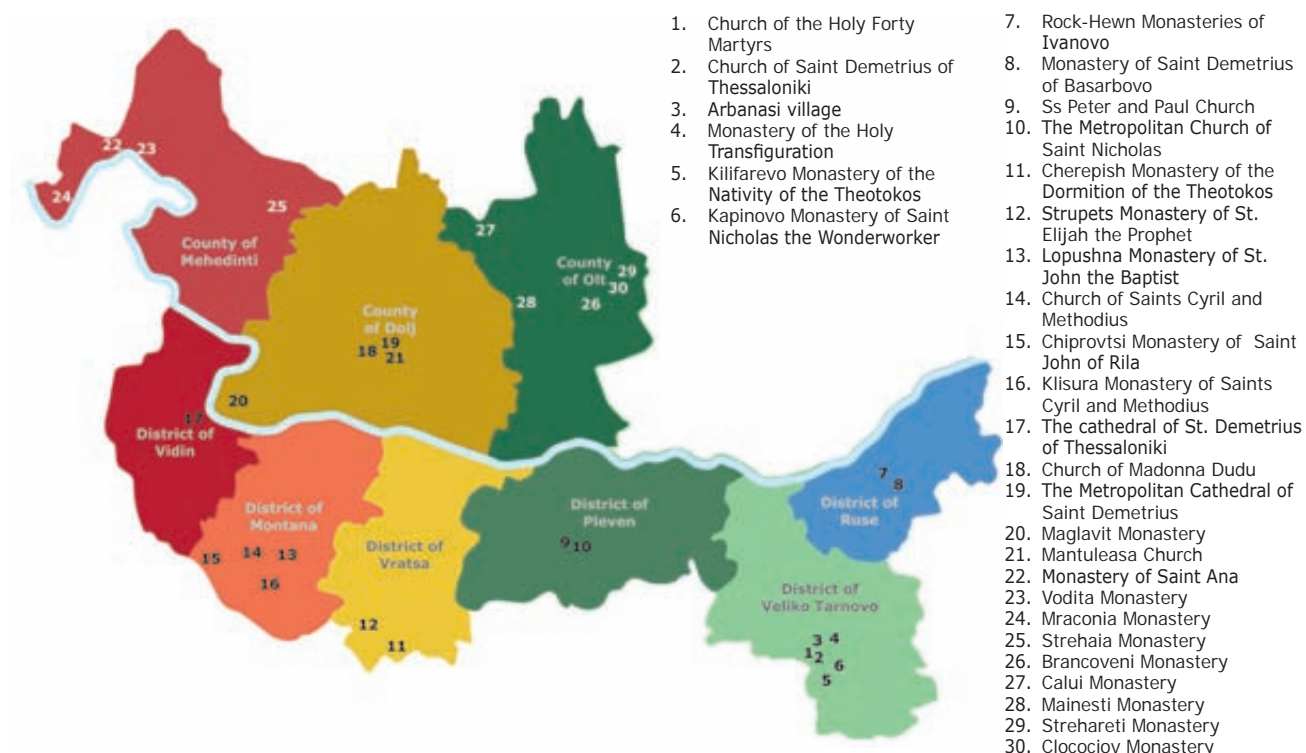 1. Church of the Holy Forty
Martyrs
2. Church of Saint Demetrius of
Thessaloniki
3. Arbanasi village
4. Monastery of the Holy
Transfiguration
5. Kilifarevo Monastery of the
Nativity of the Theotokos
6. Kapinovo Monastery of Saint
Nicholas the Wonderworker
7. Rock-Hewn Monasteries of
Ivanovo
8. Monastery of Saint Demetrius
of Basarbovo
9. Ss Peter and Paul Church
10. The Metropolitan Church of
Saint Nicholas
11. Cherepish Monastery of the
Dormition of the Theotokos
12. Strupets Monastery of St.
Elijah the Prophet
13. Lopushna Monastery of St.
John the Baptist
14. Church of Saints Cyril and
Methodius
15. Chiprovtsi Monastery of Saint
John of Rila
16. Klisura Monastery of Saints
Cyril and Methodius
17. The cathedral of St. Demetrius
of Thessaloniki
18. Church of Madonna Dudu
19. The Metropolitan Cathedral of
Saint Demetrius
20. Maglavit Monastery
21. Mantuleasa Church
22. Monastery of Saint Ana
23. Vodita Monastery
24. Mraconia Monastery
25. Strehaia Monastery
26. Brancoveni Monastery
27. Calui Monastery
28. Mainesti Monastery
29. Strehareti Monastery
30. Clocociov Monastery
22
23
24
25
County of
Mehedinti
27
County
of Olt
29
30
28
26
County
of Dolj
19
18
21
20
17
District of
Vidin
District of
Montana
15
14
13
16
District of
Vratsa
12
11
District of
Pleven
9
10
7
8
District of
Ruse
District of
Veliko Tarnovo
3
4
1
2
6
5